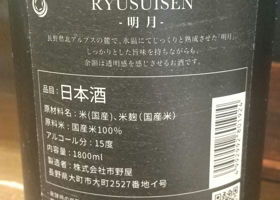 RYUSUISEN
-明月-
長野県北アルプスの麓で、氷温にてじっくりと熟成させた「明月」。
しっかりとした旨味を持ちながらも、
余韻は透明感を感じさせるお酒です。
品目:日本酒
原材料名:米(国産)、米麹(国産米)
原料米:国産米100%
アルコール分:15度
内容量:1800ml
製造者:株式会社市野屋
長野県大町市大町2527番地イ号